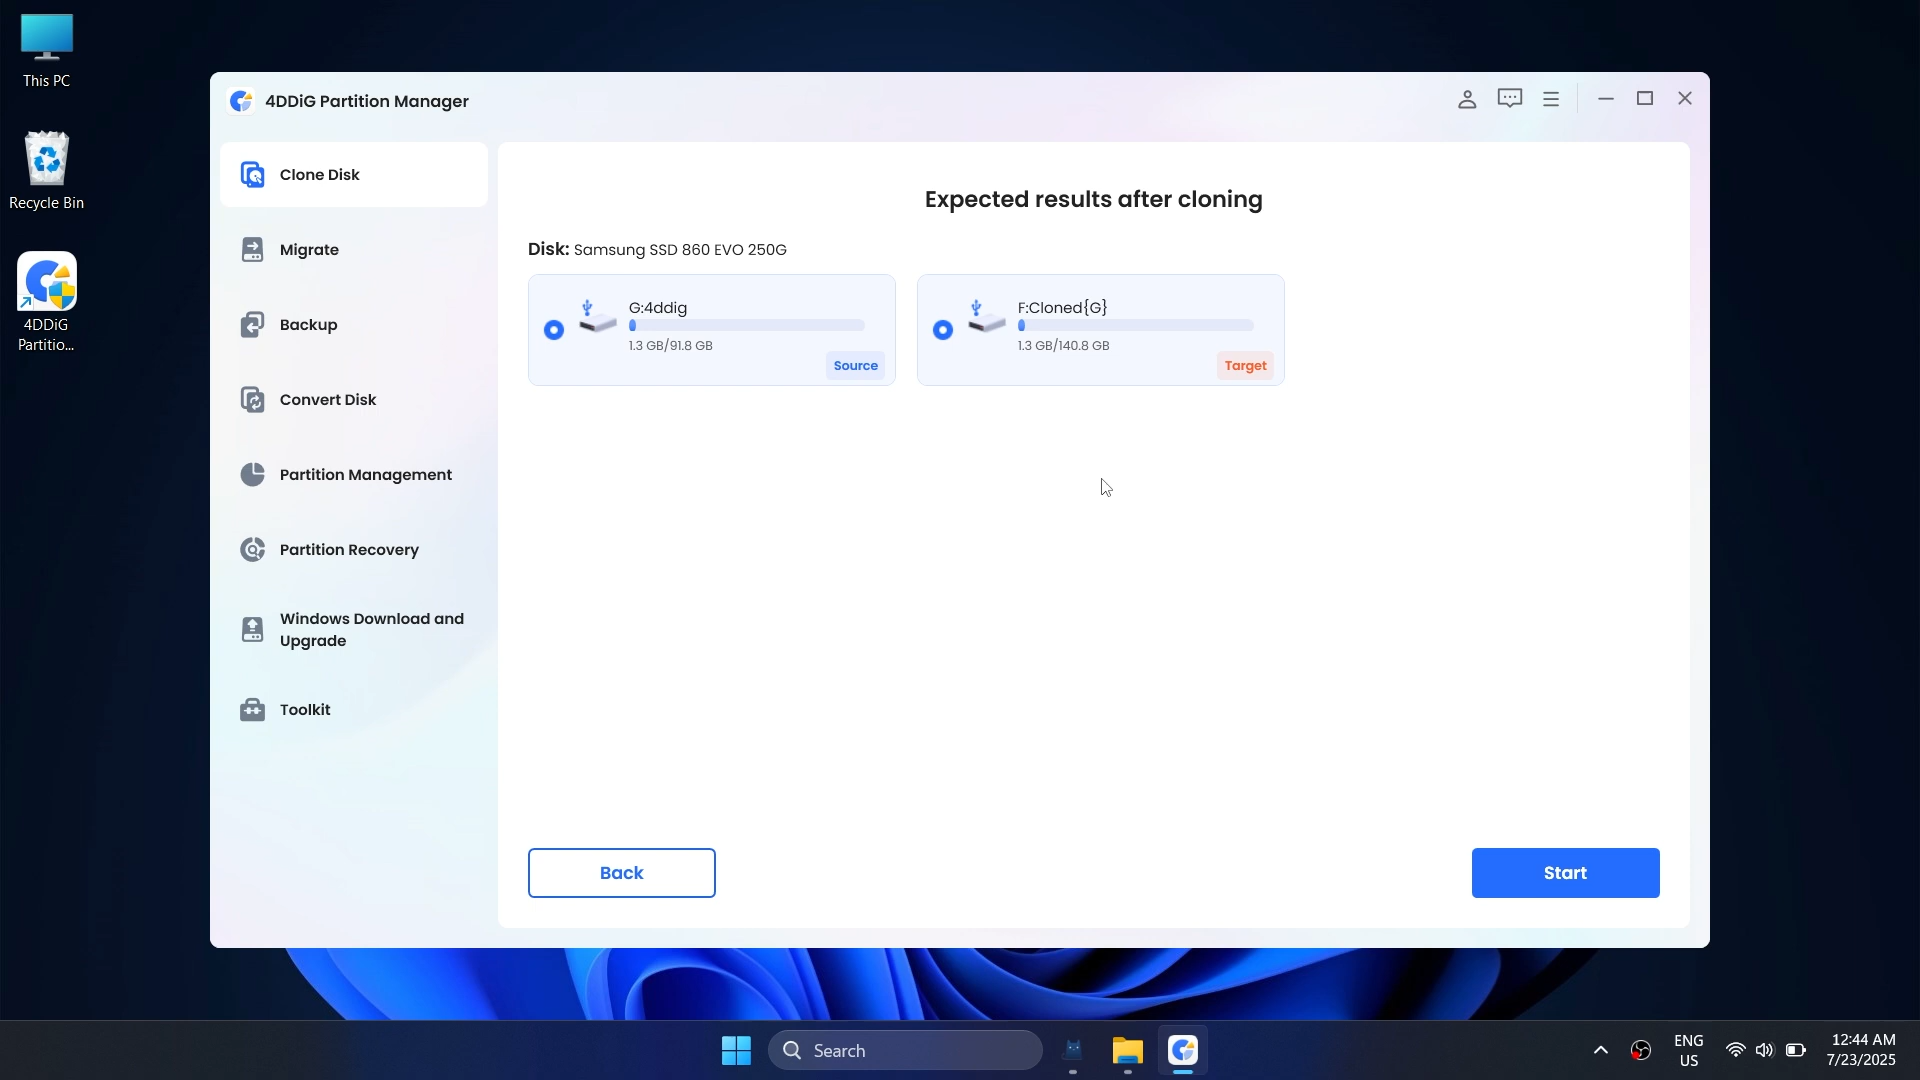 This PC
Recycle Bin
4DDiG
Partitio...
4DDiG Partition Manager
Clone Disk
Migrate
Backup
Convert Disk
Partition Management
Partition Recovery
Windows Download and
Upgrade
Toolkit
Expected results after cloning
Disk: Samsung SSD 860 EVO 250G
G:4ddig
1.3 GB/91.8 GB
Source
F:Cloned{G}
1.3 GB/140.8 GB
Target
Back
Start
Search
ENG
US
12:44 AM
7/23/2025